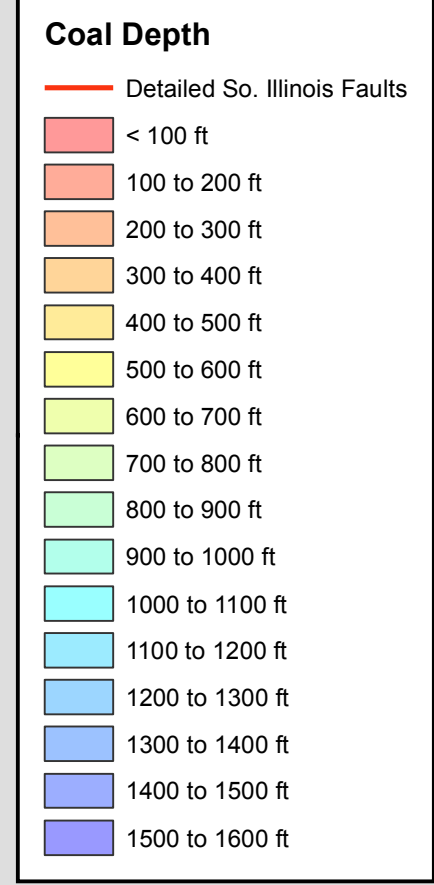 Coal Depth
Detailed So. Illinois Faults
< 100 ft
100 to 200 ft
200 to 300 ft
300 to 400 ft
400 to 500 ft
500 to 600 ft
600 to 700 ft
700 to 800 ft
800 to 900 ft
900 to 1000 ft
1000 to 1100 ft
1100 to 1200 ft
1200 to 1300 ft
1300 to 1400 ft
1400 to 1500 ft
1500 to 1600 ft